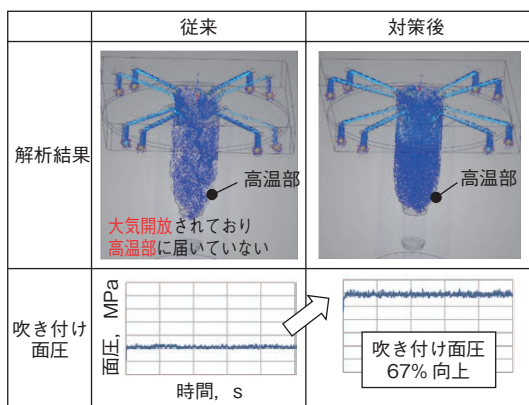 従来
対策後
解析結果
高温部
大気開放されており
高温部に届いていない
高温部
吹き付け
面圧
面圧，MPa
時間，s
吹き付け面圧
67% 向上